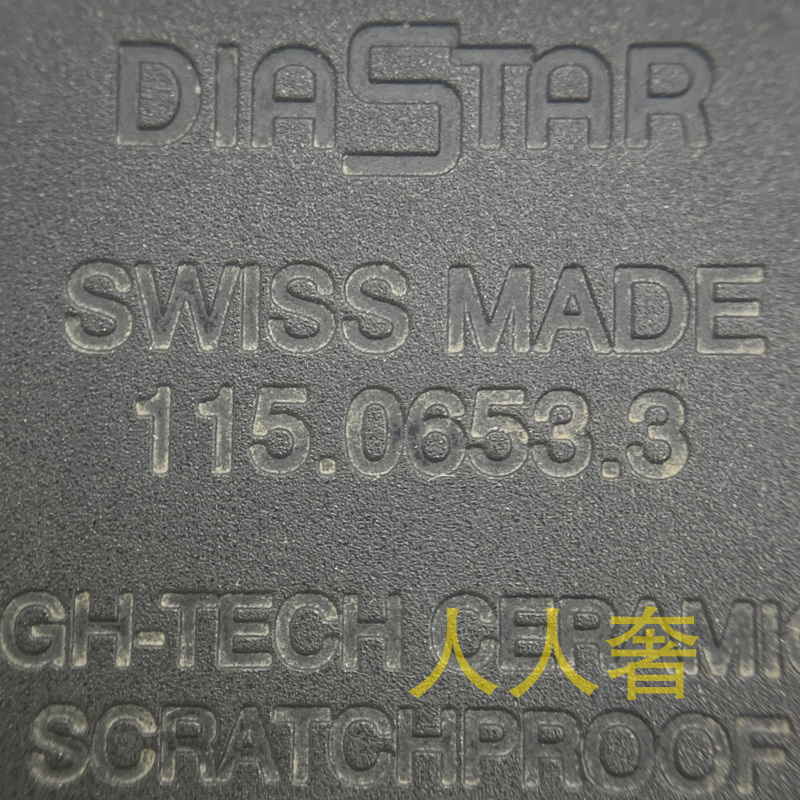 DIASTAR
SWISS MADE
115.0653.3
GH-TECH CERAMIC
人人奢
SCRATCHPROOF